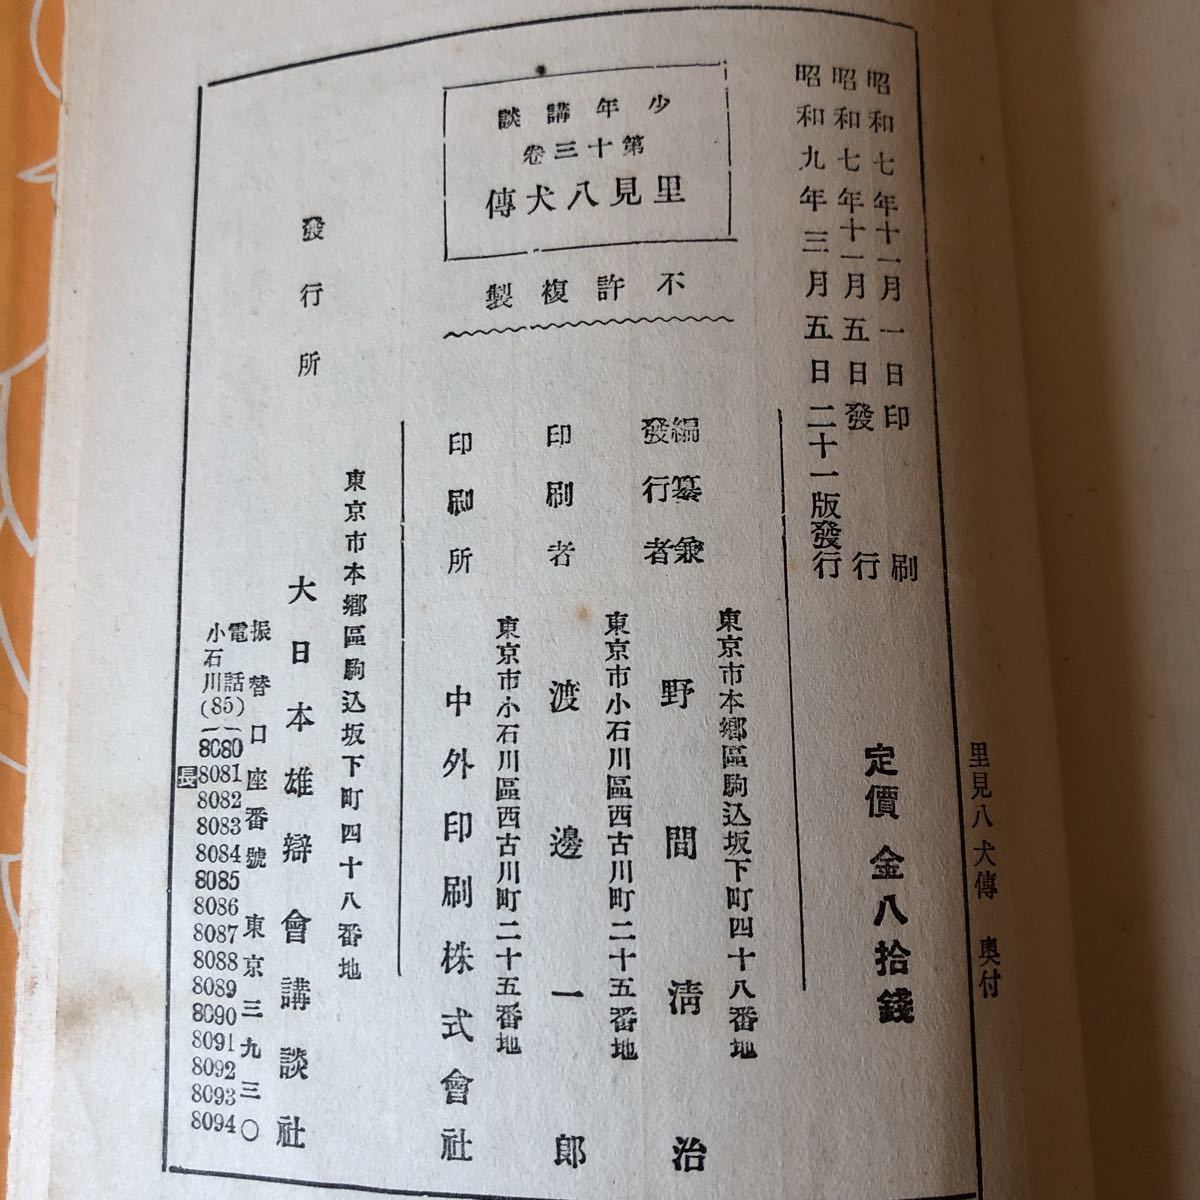 里見八犬傳 奥付
昭和七年十一月一日印刷
昭和七年十一月五日發行
昭和九年三月五日二十一版發行
定價金八拾錢
少年講談
第十三卷
里見八犬傳
不許複製
編纂兼
發行者
東京市本鄉區駒込坂下町四十八番地
野間淸治
印刷者
東京市小石川區西古川町二十五番地
渡邊一郎
印刷所
東京市小石川區西古川町二十五番地
中外印刷株式會社
發行所
東京市本鄉區駒込坂下町四十八番地
大日本雄辯會講談社
振替口座番號東京三九三〇
電話
小石川(85)
8080
長8081
8082
8083
8084
8085
8086
8087
8088
8089
8090
8091
8092
8093
8094